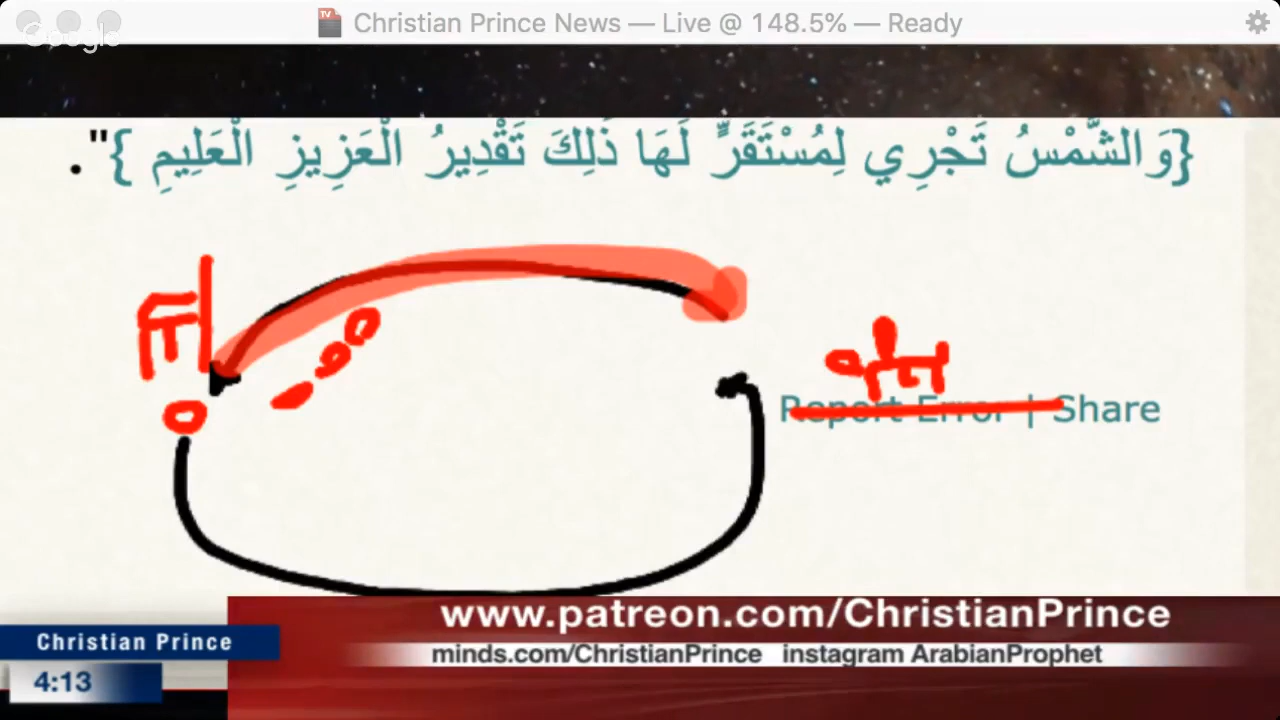 Christian Prince News — Live @ 148.5% — Ready
Google
{وَالشَّمْسُ تَجْرِي لِمُسْتَقَرٍّ لَهَا ذَلِكَ تَقْدِيرُ الْعَزِيزِ الْعَلِيمِ }".
Report Error | Share
www.patreon.com/ChristianPrince
Christian Prince
minds.com/ChristianPrince instagram ArabianProphet
4:13